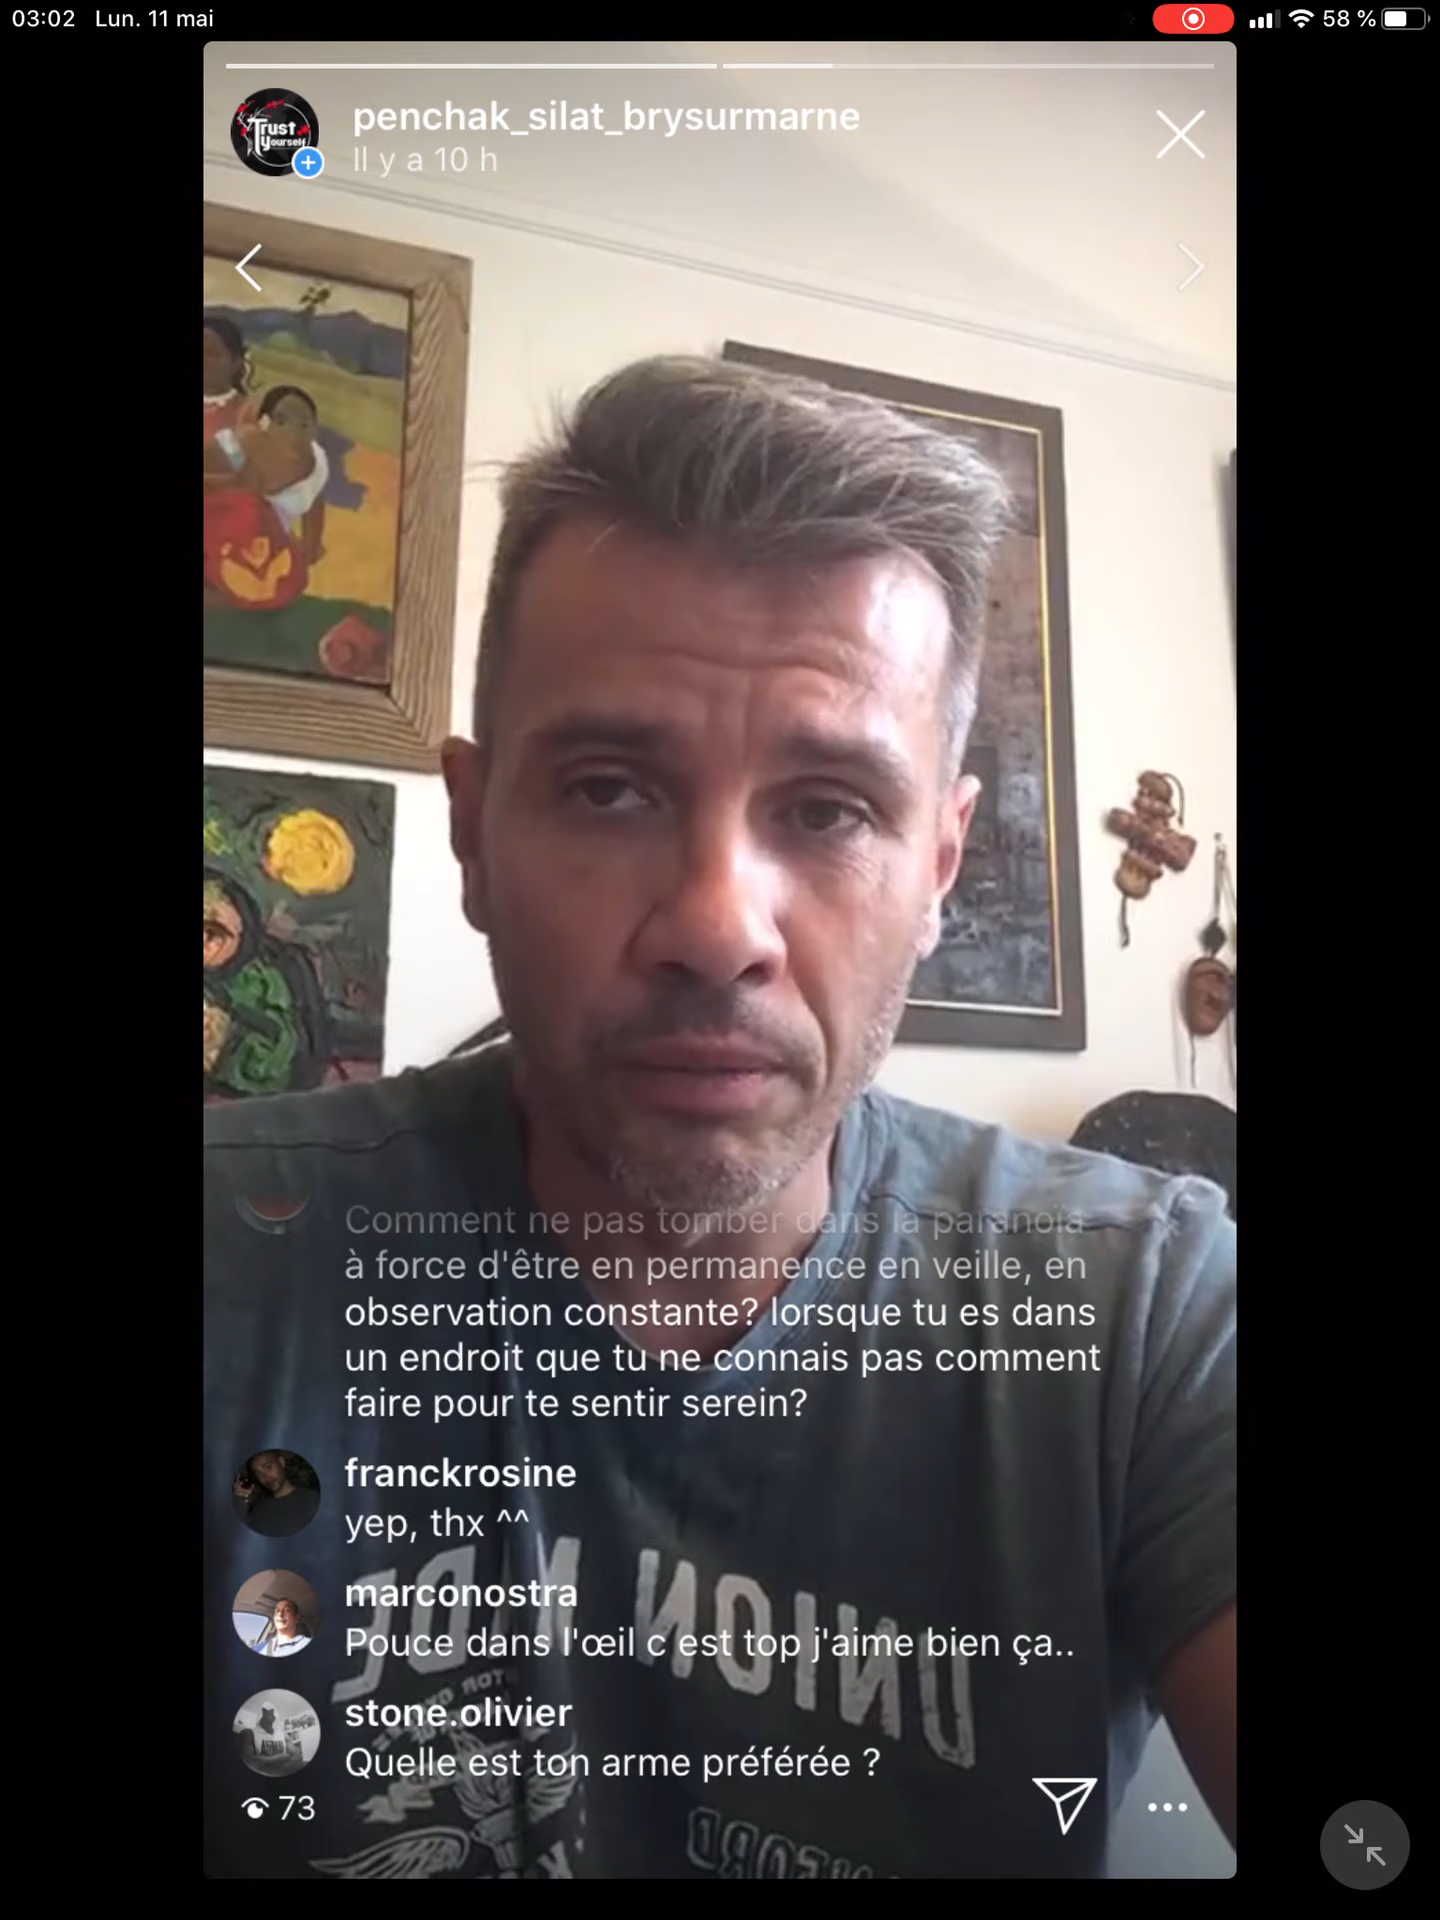 03:02 Lun. 11 mai 58 %
Trust
Yourself
penchak_silat_brysurmarne
Il y a 10 h
Comment ne pas tomber dans la paranoïa
à force d'être en permanence en veille, en
observation constante? lorsque tu es dans
un endroit que tu ne connais pas comment
faire pour te sentir serein?
franckrosine
yep, thx ^^
marconostra
Pouce dans l'œil c est top j'aime bien ça..
stone.olivier
Quelle est ton arme préférée ?
73
UNION